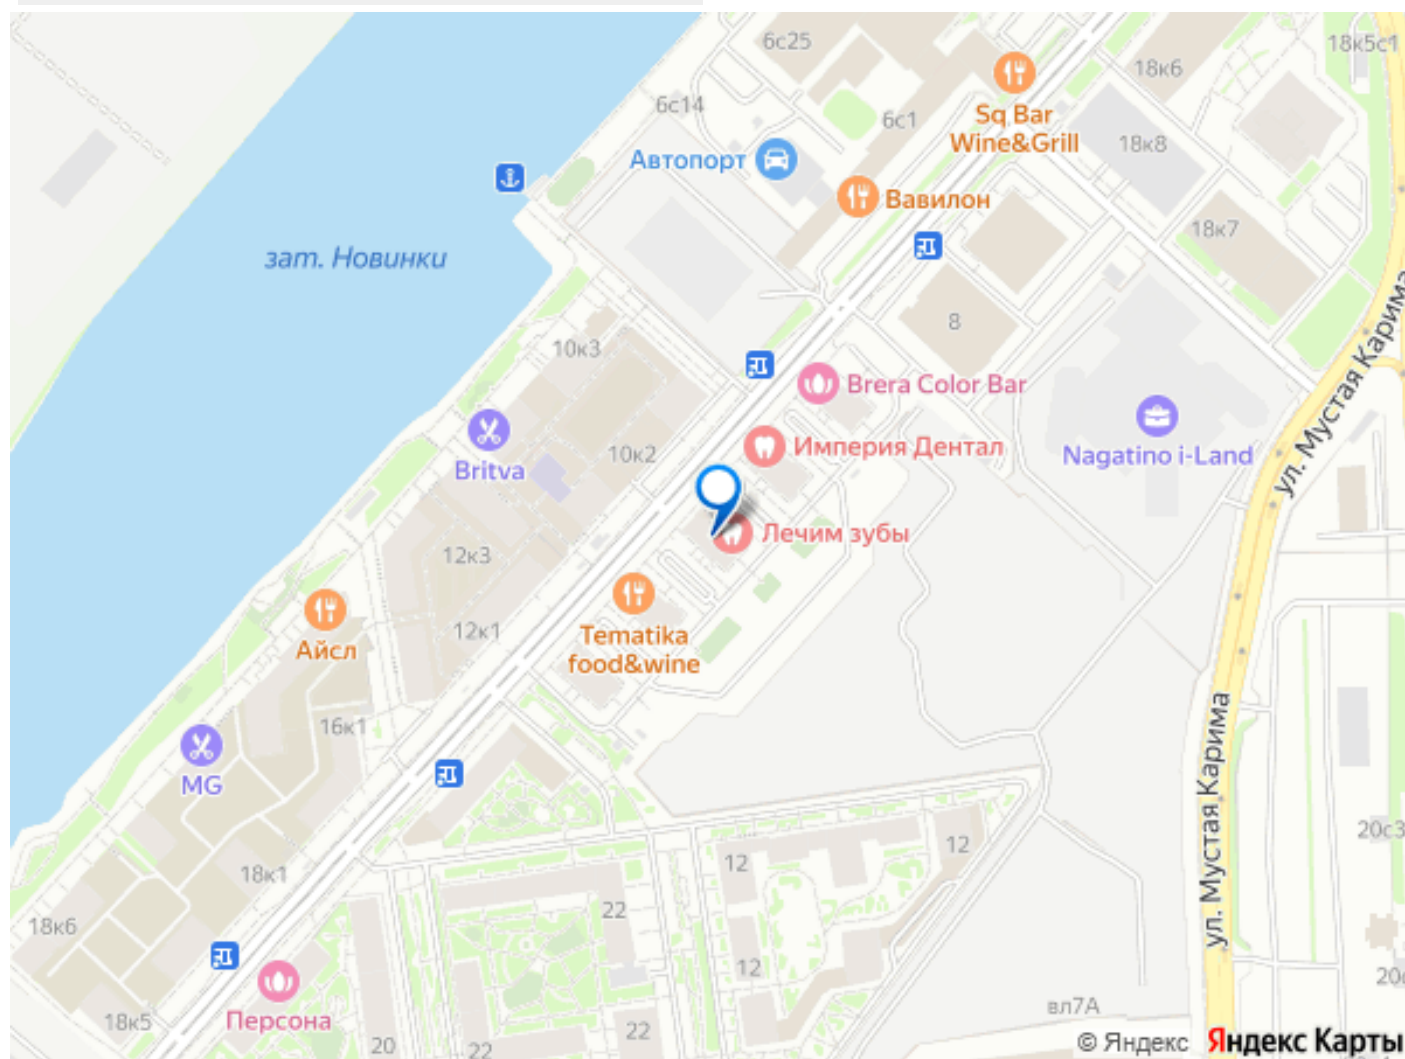 6с25
18к5с1
18к6
6с14
6с1
Sq Bar
Wine&Grill
18к8
Автопорт
Вавилон
18к7
зат. Новинки
8
10к3
ул. Мустая Карима
Brera Color Bar
Империя Дентал
Nagatino i-Land
10к2
Britva
Лечим зубы
12к3
12к1
Tematika
food&wine
Айсл
16к1
MG
ул. Мустая Карима
20с3
12
12
18к1
22
18к6
12
20
вл7А
Персона
18к5
22
20
22
© Яндекс
Яндекс Карты